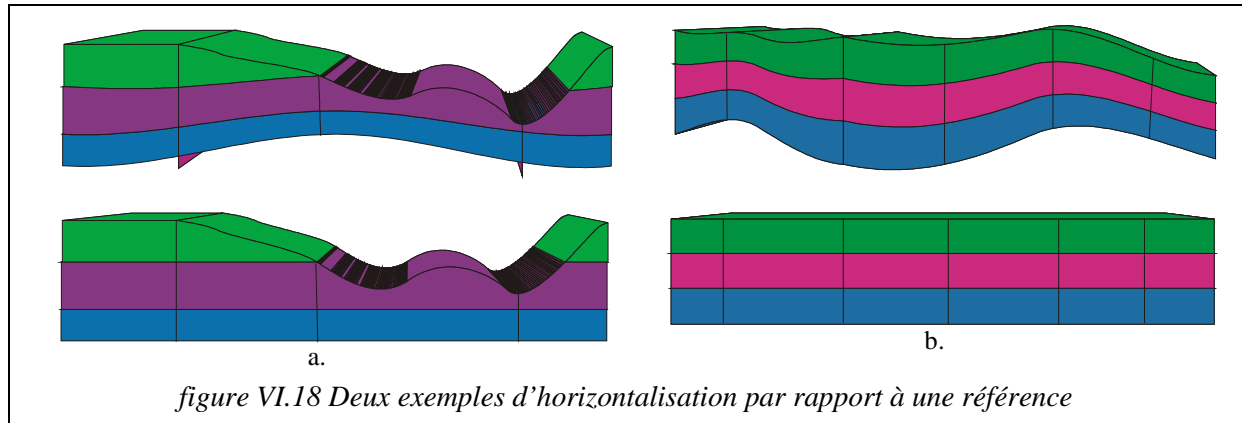 a.
b.
figure VI.18 Deux exemples d'horizontalisation par rapport à une référence